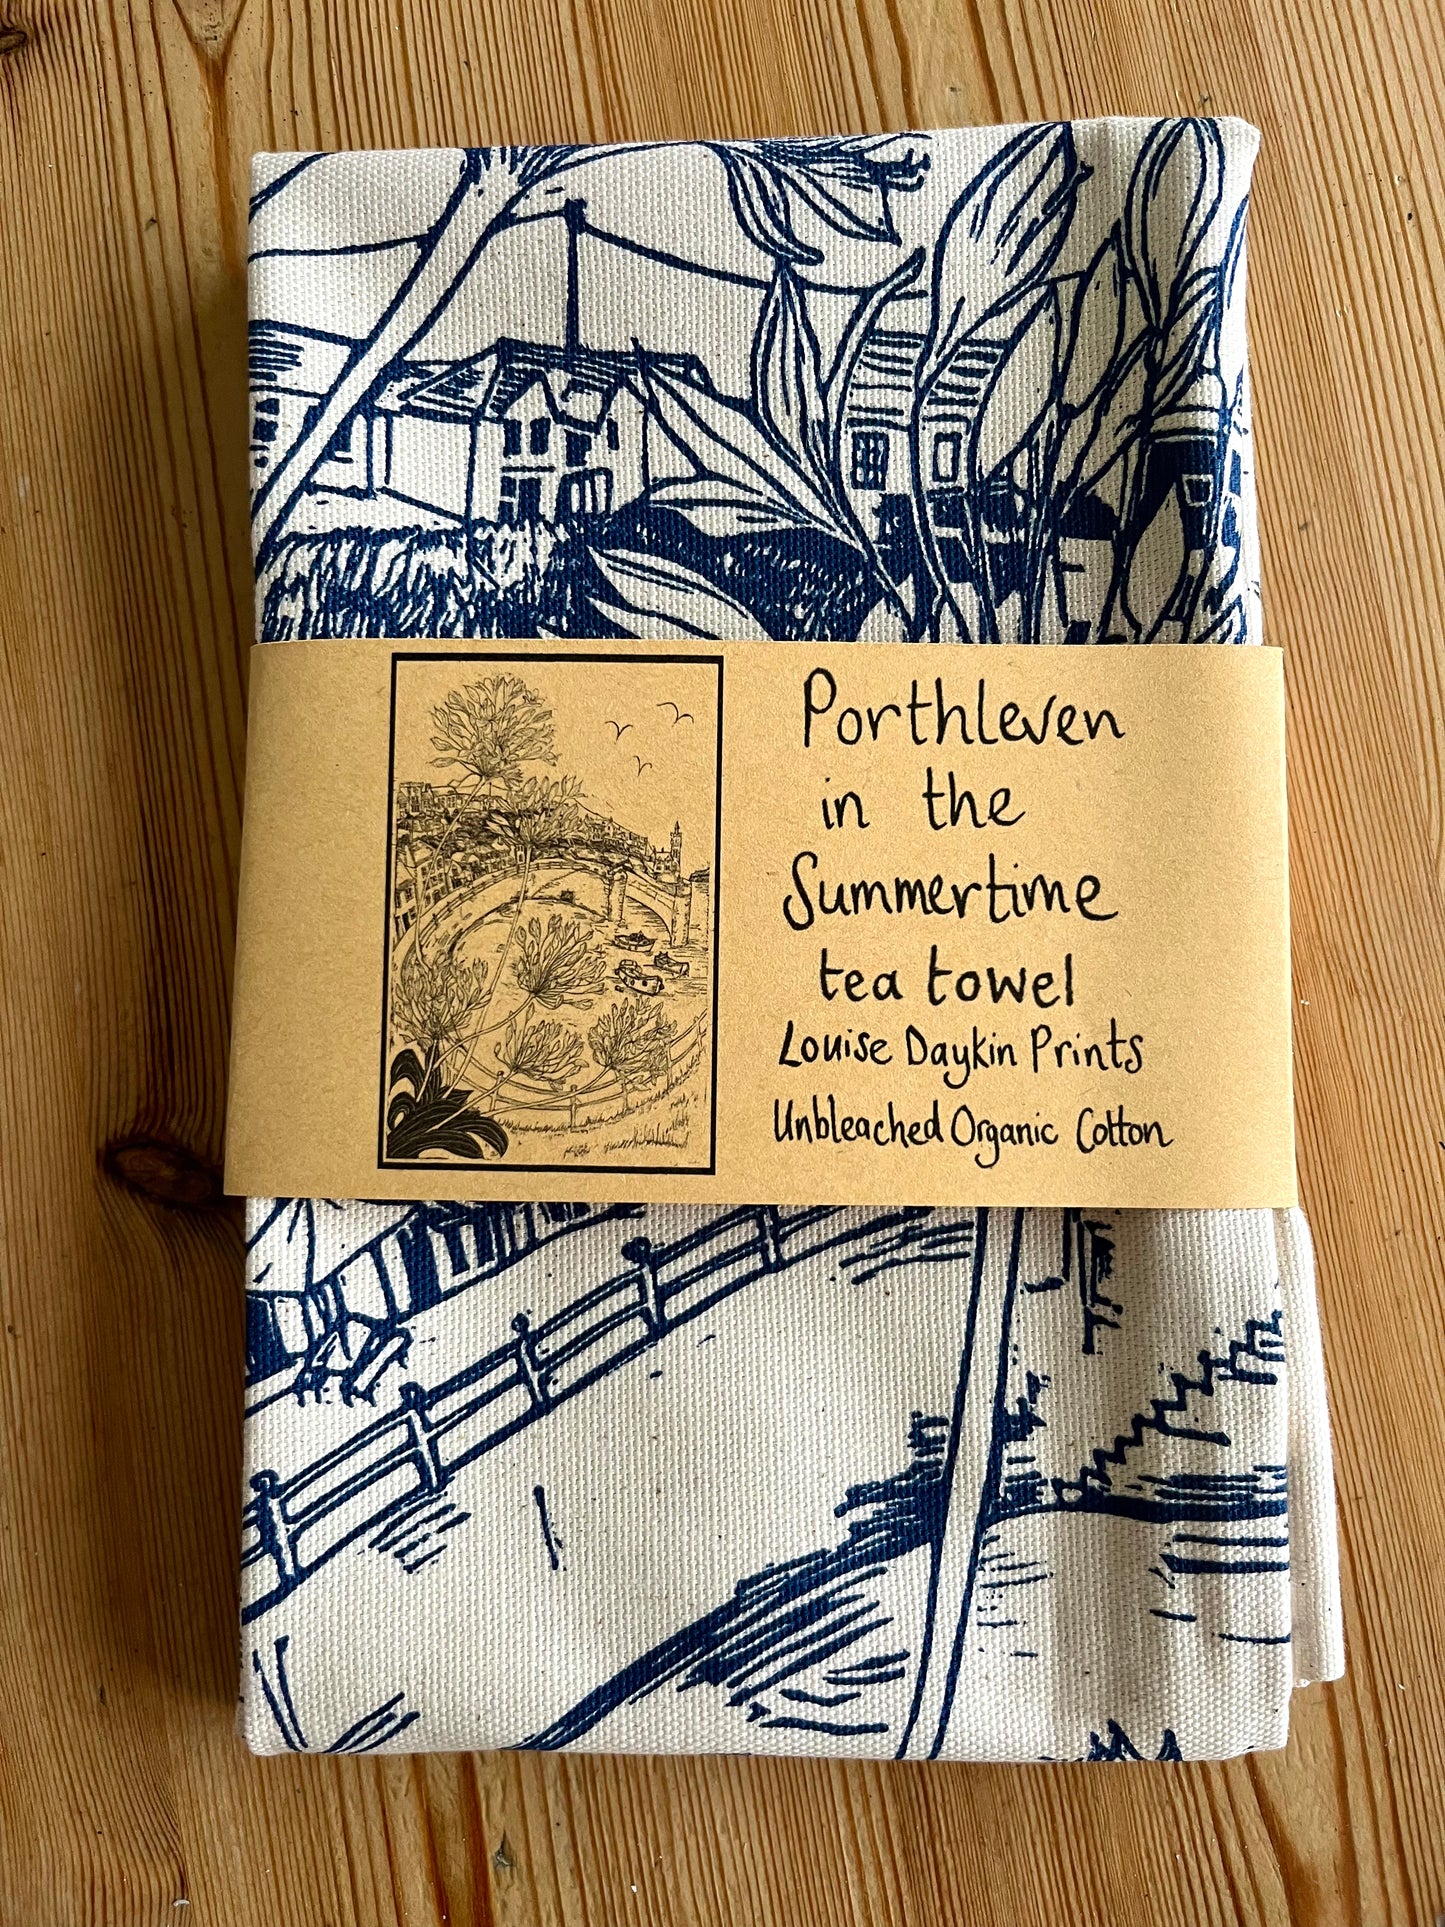 Porthleven
in the
Summertime
tea towel
Louise Daykin Prints
Unbleached Organic Cotton